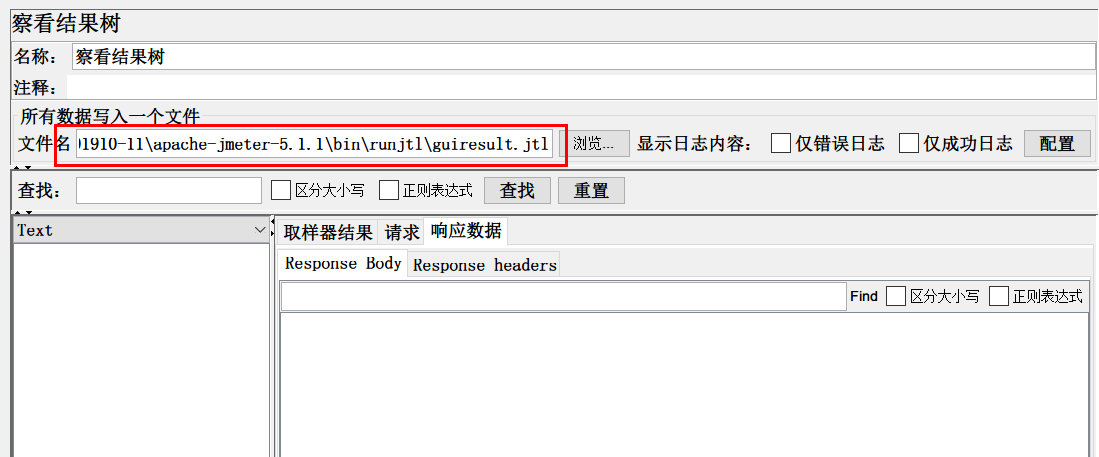 察看结果树
名称： 察看结果树
注释：
所有数据写入一个文件
文件名 01910-11\apache-jmeter-5.1.1\bin\runjtl\guiresult.jtl 浏览... 显示日志内容： 仅错误日志 仅成功日志 配置
查找： 区分大小写 正则表达式 查找 重置
Text 取样器结果 请求 响应数据
Response Body Response headers
Find 区分大小写 正则表达式